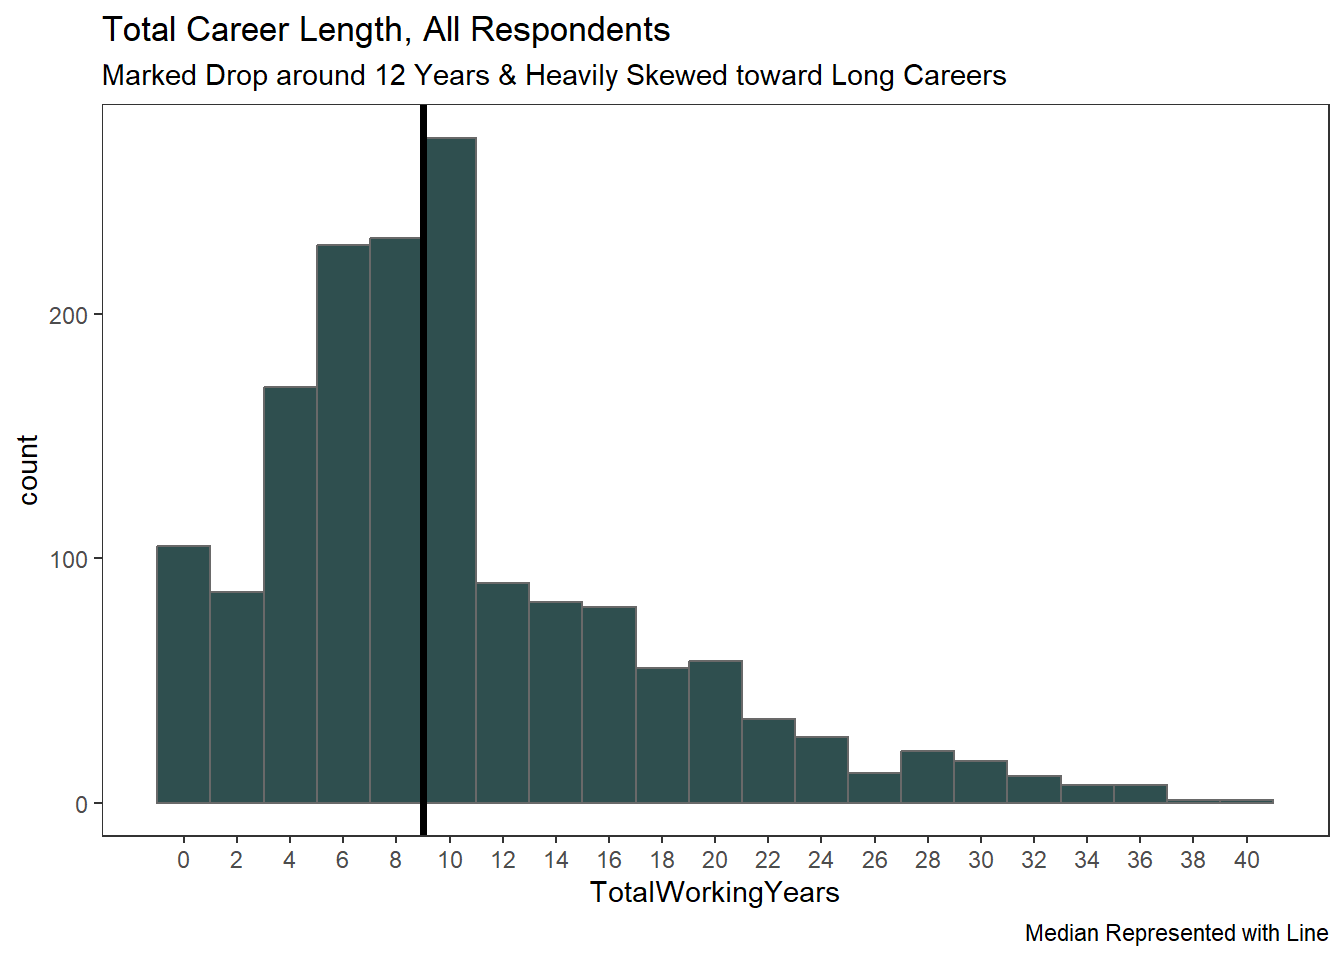 Total Career Length, All Respondents
Marked Drop around 12 Years & Heavily Skewed toward Long Careers
200
100
0
count
0 2 4 6 8 10 12 14 16 18 20 22 24 26 28 30 32 34 36 38 40
TotalWorkingYears
Median Represented with Line